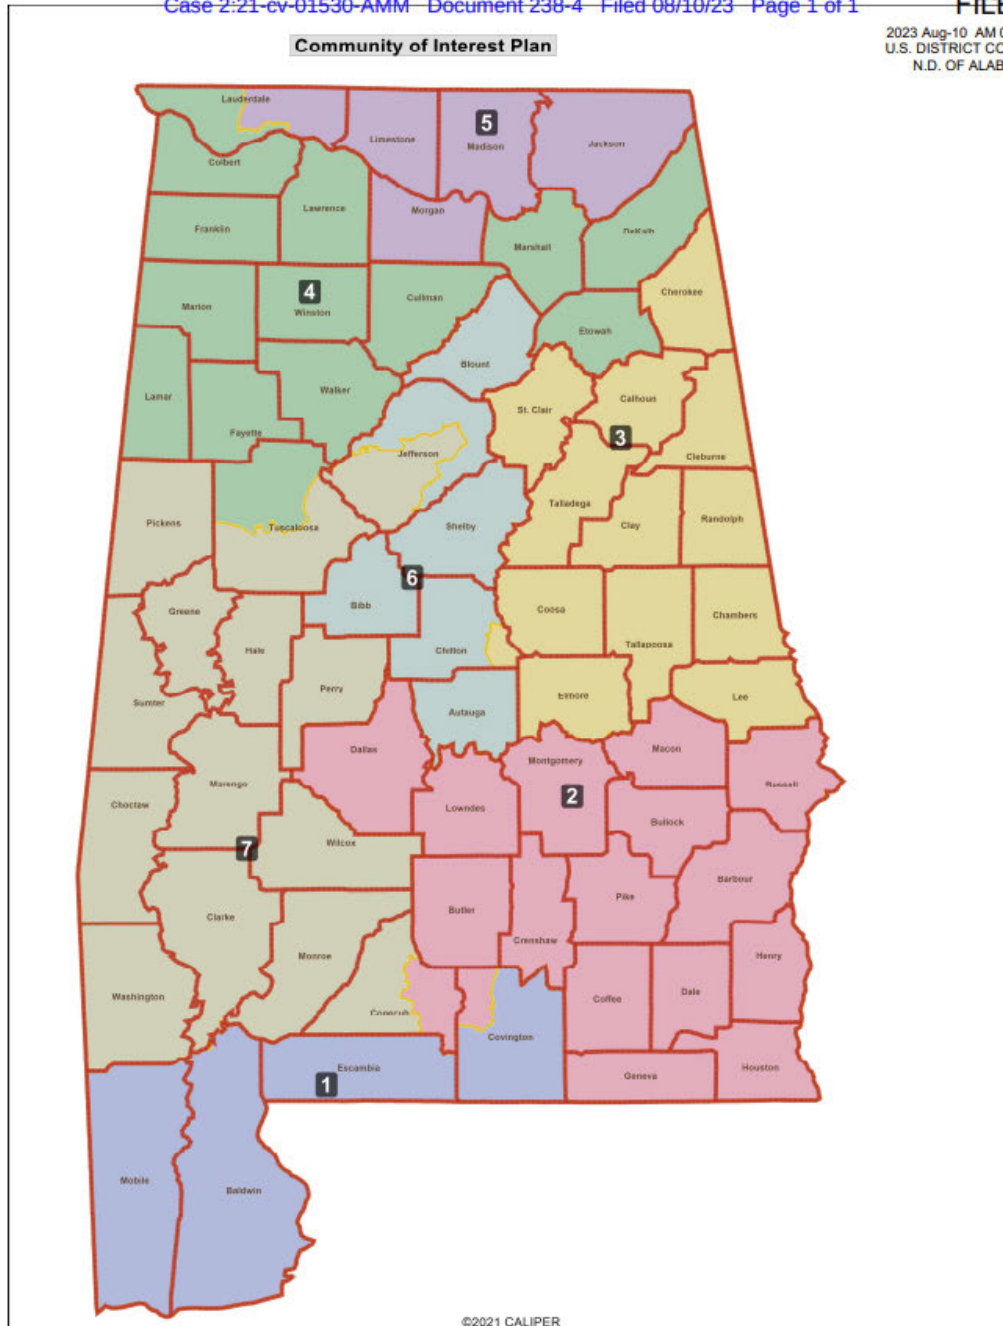 Case 2:21-cv-01530-AMM Document 238-4 Filed 08/10/23 Page 1 of 1
FILE
2023 Aug-10 AM
U.S. DISTRICT CO
N.D. OF ALAB
Community of Interest Plan
Lauderdale
Limestone
5
Madison
Jackson
Colbert
Lawrence
Morgan
Franklin
Marshall
DeKalb
Cherokee
4
Winston
Marion
Cullman
Etowah
Blount
Lamar
Walker
St. Clair
Calhoun
Fayette
3
Jefferson
Cleburne
Talladega
Pickens
Tuscaloosa
Shelby
Clay
Randolph
6
Bibb
Greene
Coosa
Chambers
Hale
Chilton
Tallapoosa
Perry
Sumter
Autauga
Elmore
Lee
Dallas
Macon
Montgomery
Marengo
Russell
2
Choctaw
Lowndes
Bullock
Wilcox
7
Barbour
Pike
Butler
Clarke
Crenshaw
Monroe
Henry
Washington
Conecuh
Coffee
Dale
Covington
Escambia
1
Geneva
Houston
Mobile
Baldwin
©2021 CALIPER